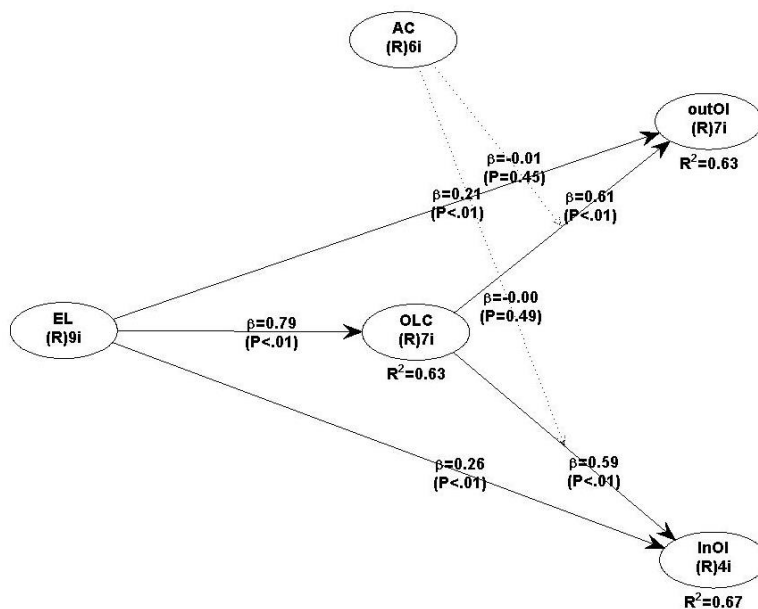 AC
(R)6i
outOI
(R)7i
R²=0.63
β=-0.01
(P=0.45)
β=0.21
(P<.01)
β=0.61
(P<.01)
EL
(R)9i
β=0.79
(P<.01)
OLC
(R)7i
R²=0.63
β=-0.00
(P=0.49)
β=0.26
(P<.01)
β=0.59
(P<.01)
InOI
(R)4i
R²=0.67